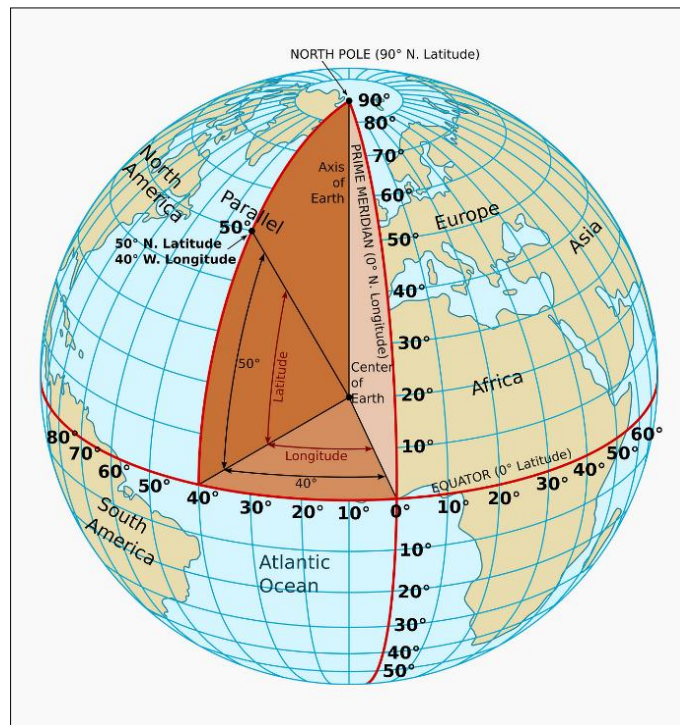 NORTH POLE (90° N. Latitude)
90°
80°
70°
60°
50°
40°
30°
20°
10°
PRIME MERIDIAN (0° N. Longitude)
Axis
of
Earth
North
America
Parallel
50°
50° N. Latitude
40° W. Longitude
Europe
Asia
Africa
50°
Latitude
Center
of
Earth
Longitude
40°
EQUATOR (0° Latitude)
80°
70°
60°
50°
40°
30°
20°
10°
0°
10°
20°
30°
40°
50°
60°
South
America
Atlantic
Ocean
10°
20°
30°
40°
50°